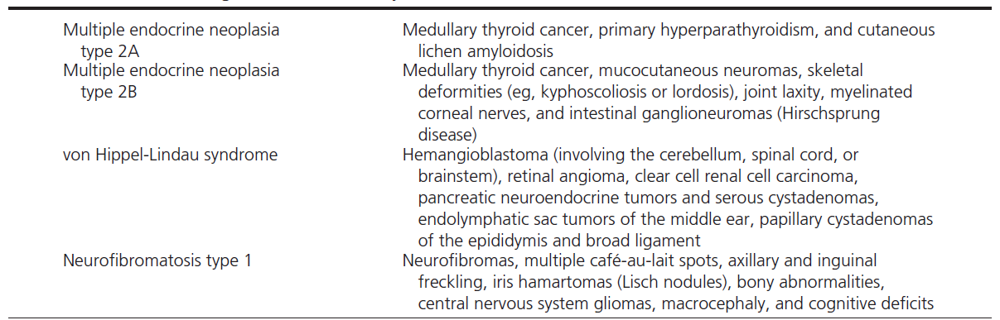 Multiple endocrine neoplasia
type 2A
Medullary thyroid cancer, primary hyperparathyroidism, and cutaneous
lichen amyloidosis
Multiple endocrine neoplasia
type 2B
Medullary thyroid cancer, mucocutaneous neuromas, skeletal
deformities (eg, kyphoscoliosis or lordosis), joint laxity, myelinated
corneal nerves, and intestinal ganglioneuromas (Hirschsprung
disease)
von Hippel-Lindau syndrome
Hemangioblastoma (involving the cerebellum, spinal cord, or
brainstem), retinal angioma, clear cell renal cell carcinoma,
pancreatic neuroendocrine tumors and serous cystadenomas,
endolymphatic sac tumors of the middle ear, papillary cystadenomas
of the epididymis and broad ligament
Neurofibromatosis type 1
Neurofibromas, multiple café-au-lait spots, axillary and inguinal
freckling, iris hamartomas (Lisch nodules), bony abnormalities,
central nervous system gliomas, macrocephaly, and cognitive deficits